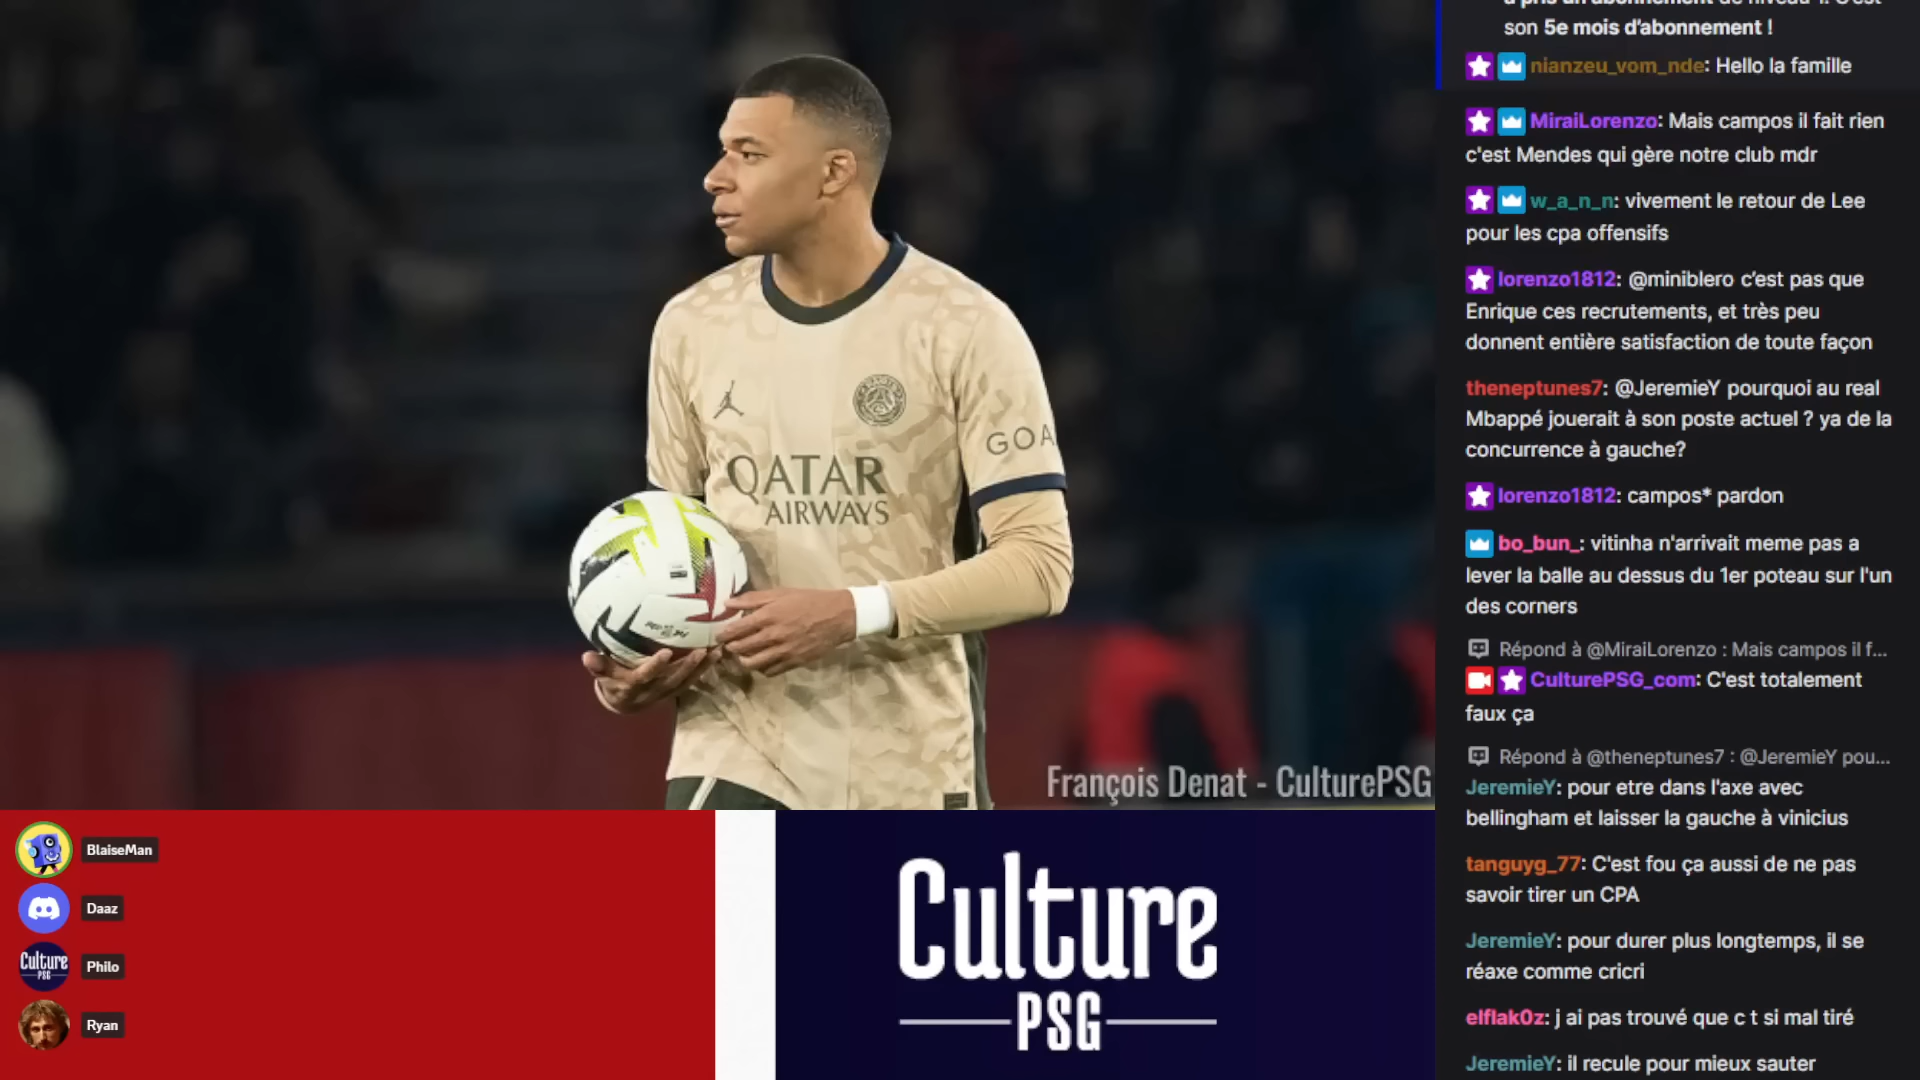 GOA
QATAR
AIRWAYS
François Denat - CulturePSG
BlaiseMan
Daaz
Culture
PSG
Philo
Ryan
Culture
PSG
son 5e mois d'abonnement !
nianzeu_vom_nde: Hello la famille
MiraiLorenzo: Mais campos il fait rien
c'est Mendes qui gère notre club mdr
w_a_n_n: vivement le retour de Lee
pour les cpa offensifs
lorenzo1812: @miniblero c’est pas que
Enrique ces recrutements, et très peu
donnent entière satisfaction de toute façon
theneptunes7: @JeremieY pourquoi au real
Mbappé jouerait à son poste actuel ? ya de la
concurrence à gauche?
lorenzo1812: campos* pardon
bo_bun_: vitinha n'arrivait meme pas a
lever la balle au dessus du 1er poteau sur l'un
des corners
Répond à @MiraiLorenzo : Mais campos il f...
CulturePSG_com: C'est totalement
faux ça
Répond à @theneptunes7 : @JeremieY pou...
JeremieY: pour etre dans l'axe avec
bellingham et laisser la gauche à vinicius
tanguyg_77: C'est fou ça aussi de ne pas
savoir tirer un CPA
JeremieY: pour durer plus longtemps, il se
réaxe comme cricri
elflak0z: j ai pas trouvé que c t si mal tiré
JeremieY: il recule pour mieux sauter